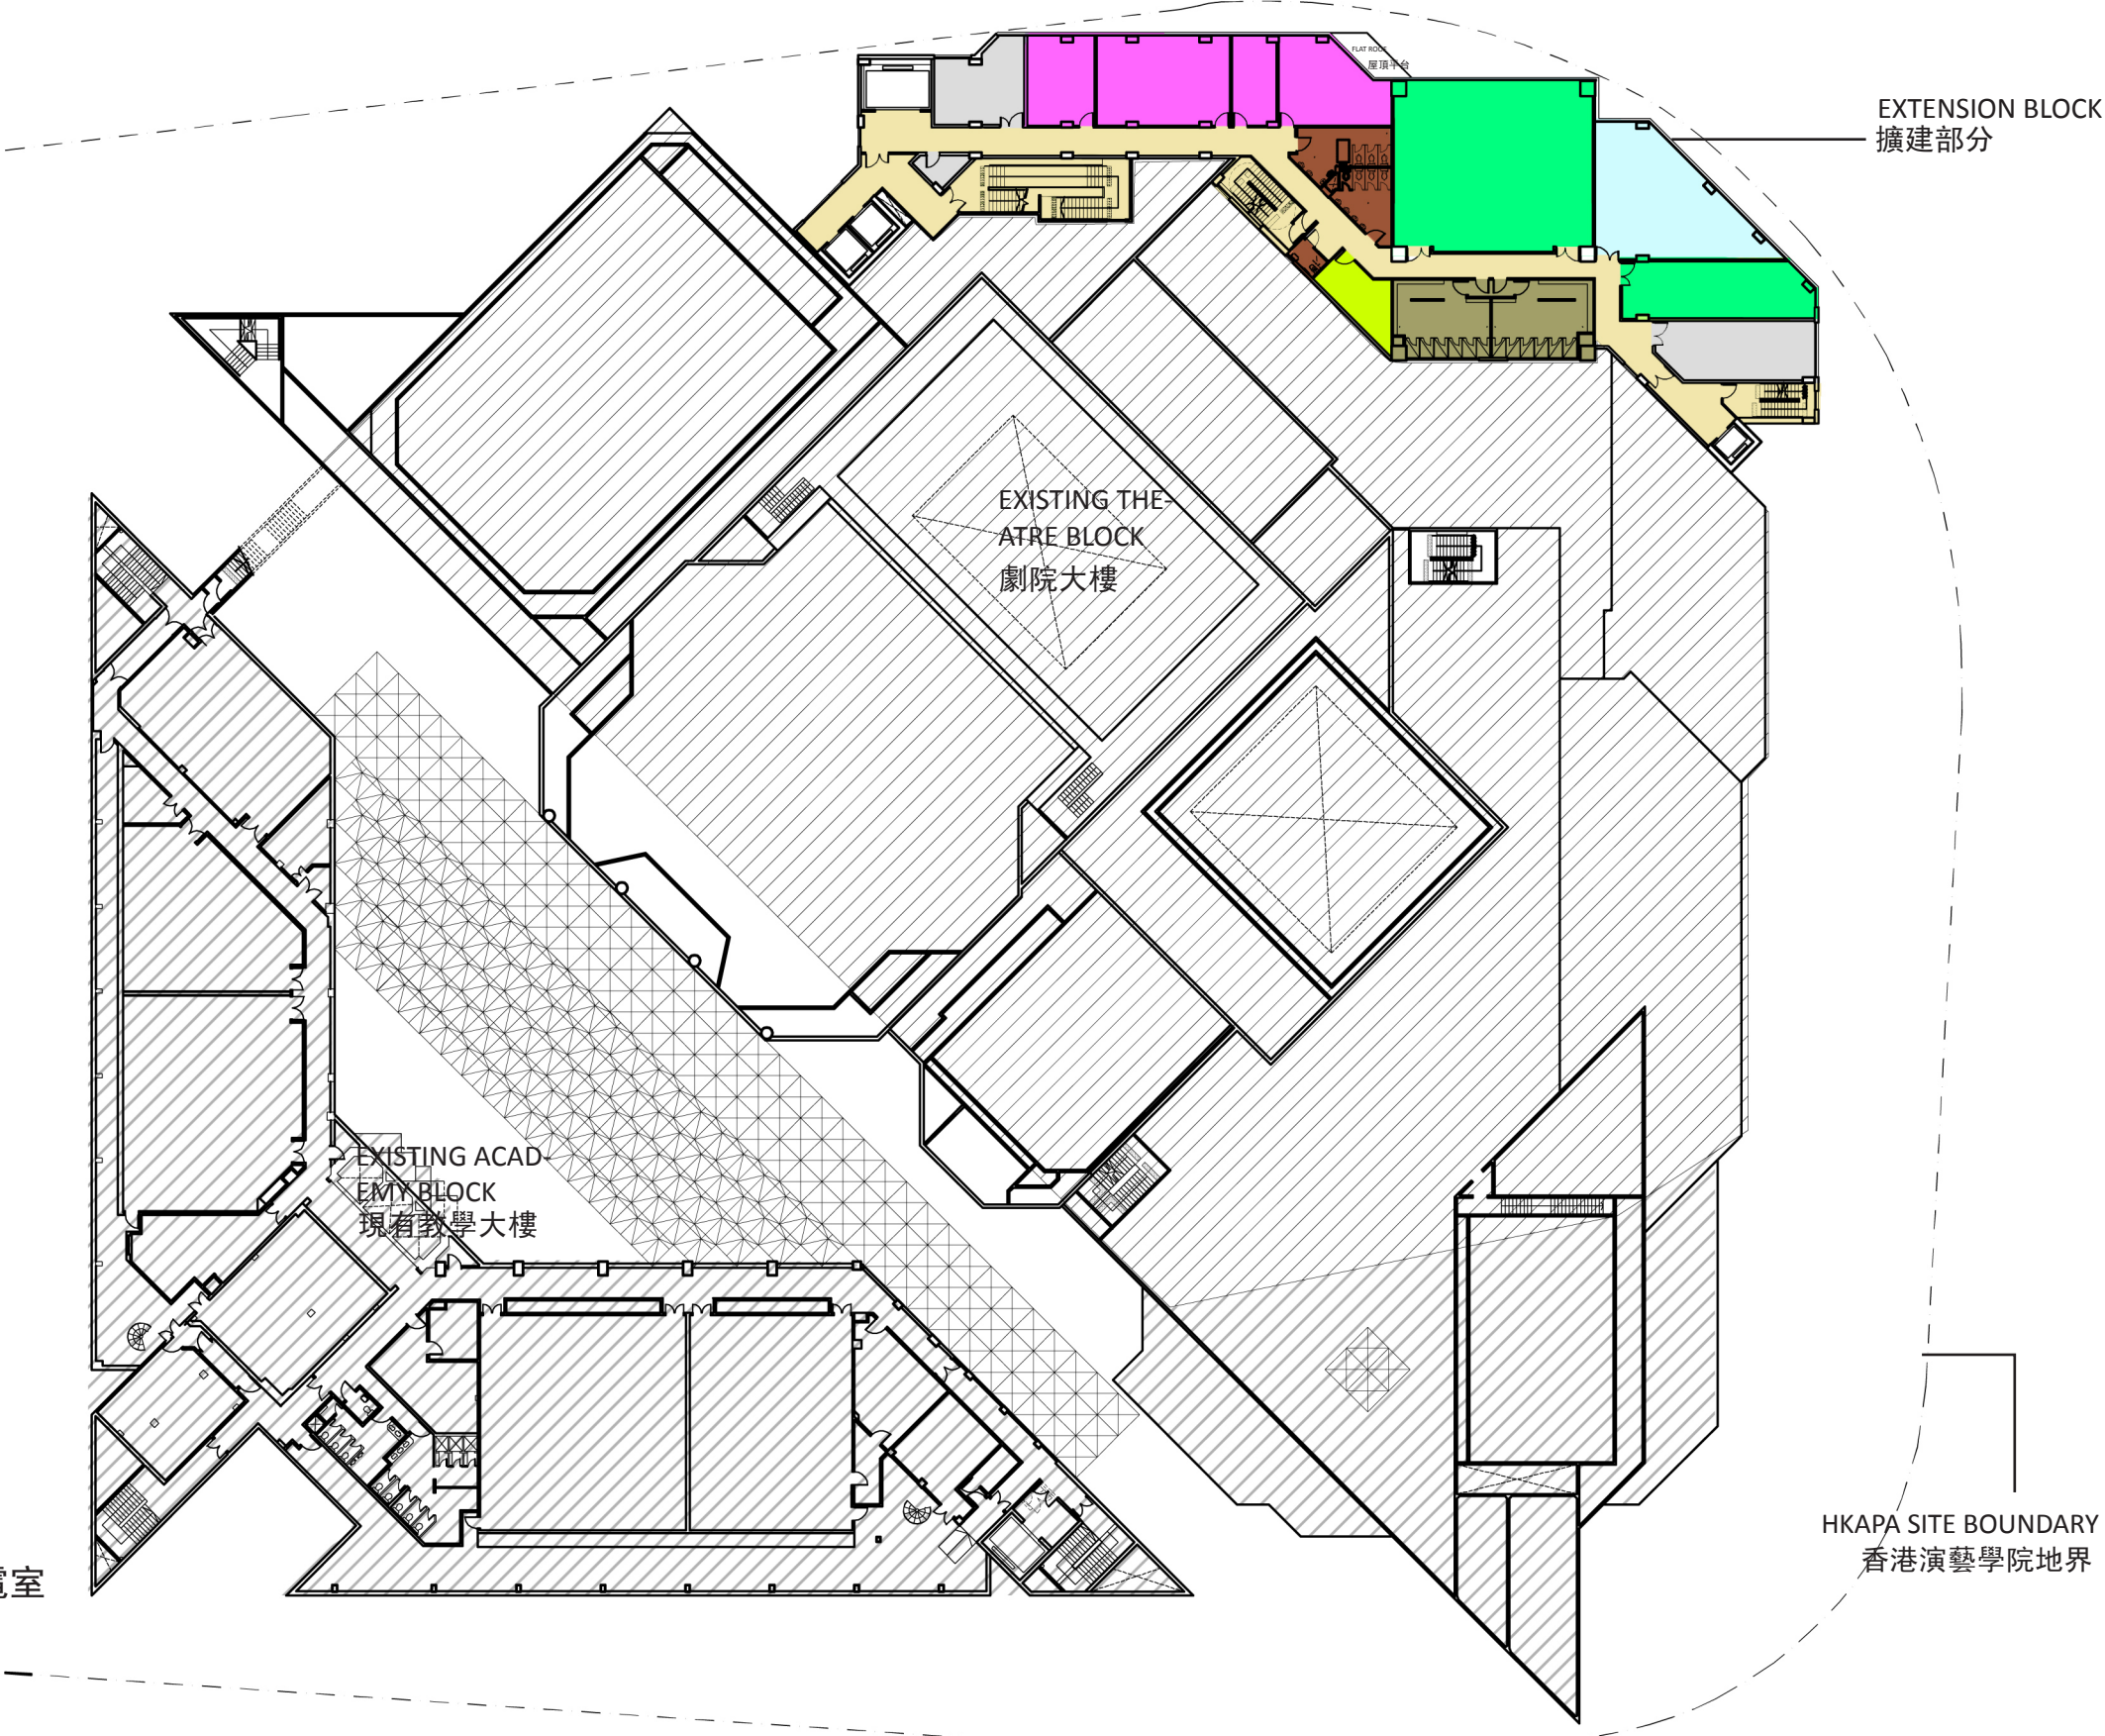 FLAT ROOF
屋頂平台
EXTENSION BLOCK
擴建部分
EXISTING THE-
ATRE BLOCK
劇院大樓
EXISTING ACAD-
EMY BLOCK
現有教學大樓
HKAPA SITE BOUNDARY
香港演藝學院地界
室